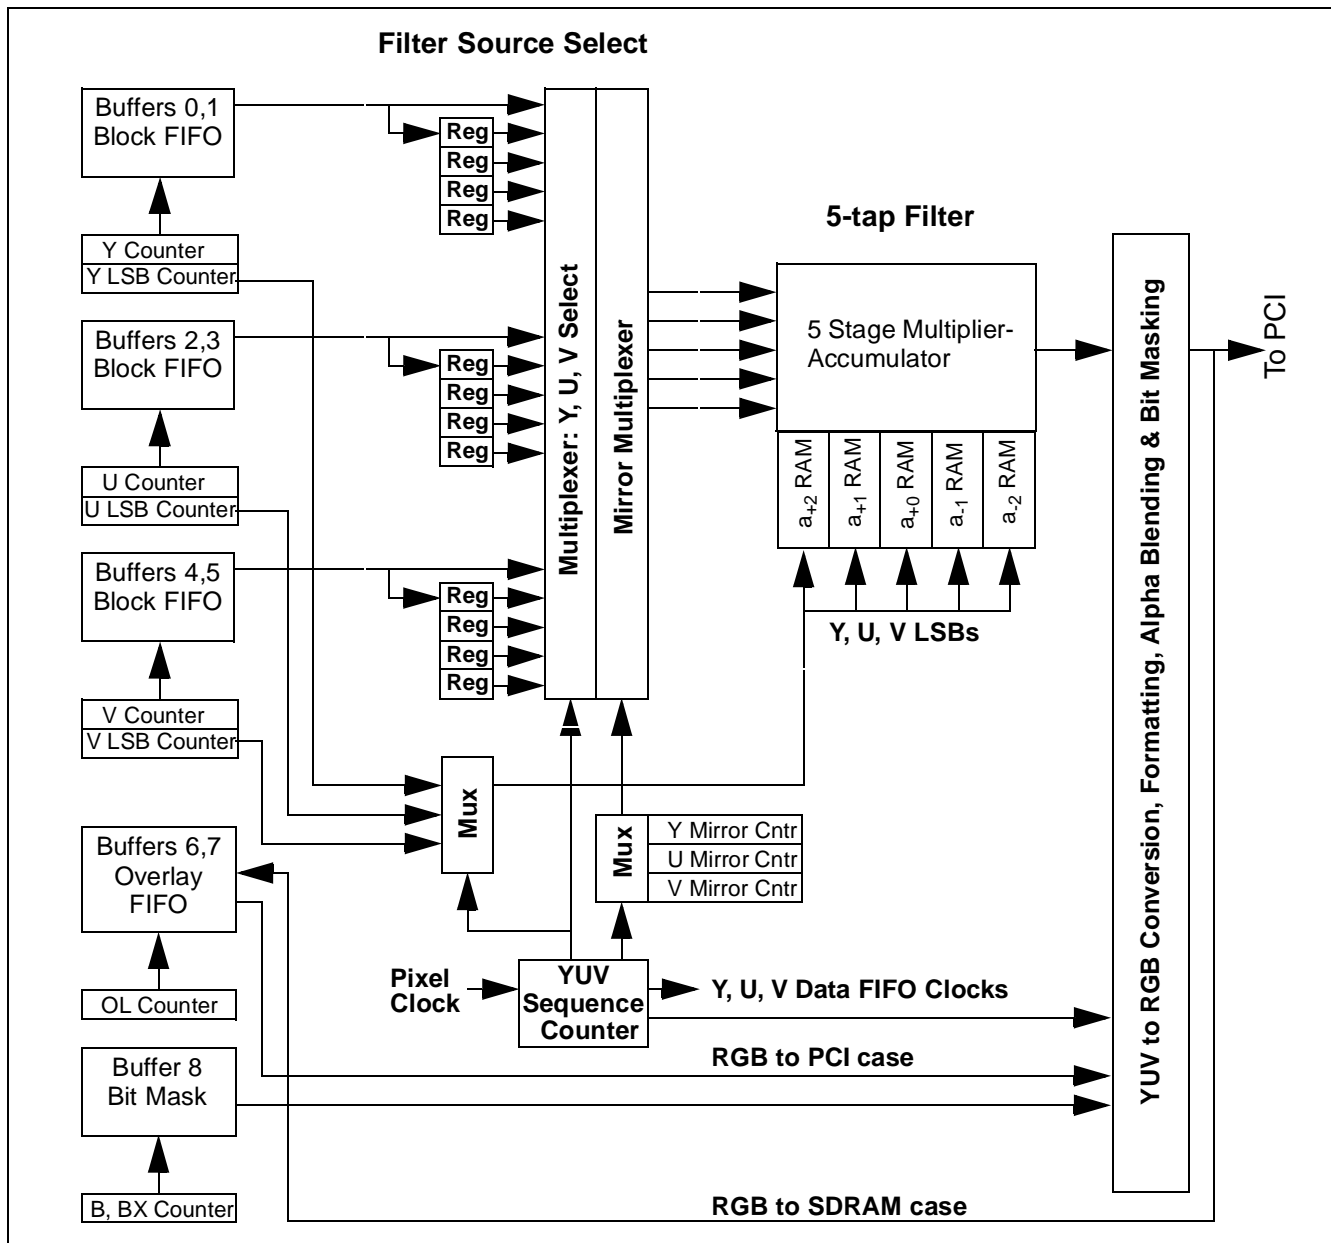 Filter Source Select
Buffers 0,1
Block FIFO
Reg
Reg
Reg
Reg
Y Counter
Y LSB Counter
Buffers 2,3
Block FIFO
Reg
Reg
Reg
Reg
U Counter
U LSB Counter
Buffers 4,5
Block FIFO
Reg
Reg
Reg
Reg
V Counter
V LSB Counter
Multiplexer: Y, U, V Select
Mirror Multiplexer
5-tap Filter
5 Stage Multiplier-
Accumulator
a+2 RAM
a+1 RAM
a+0 RAM
a-1 RAM
a-2 RAM
Y, U, V LSBs
YUV to RGB Conversion, Formatting, Alpha Blending & Bit Masking
To PCI
Mux
Mux
Y Mirror Cntr
U Mirror Cntr
V Mirror Cntr
Buffers 6,7
Overlay
FIFO
OL Counter
Pixel
Clock
YUV
Sequence
Counter
Y, U, V Data FIFO Clocks
RGB to PCI case
Buffer 8
Bit Mask
B, BX Counter
RGB to SDRAM case